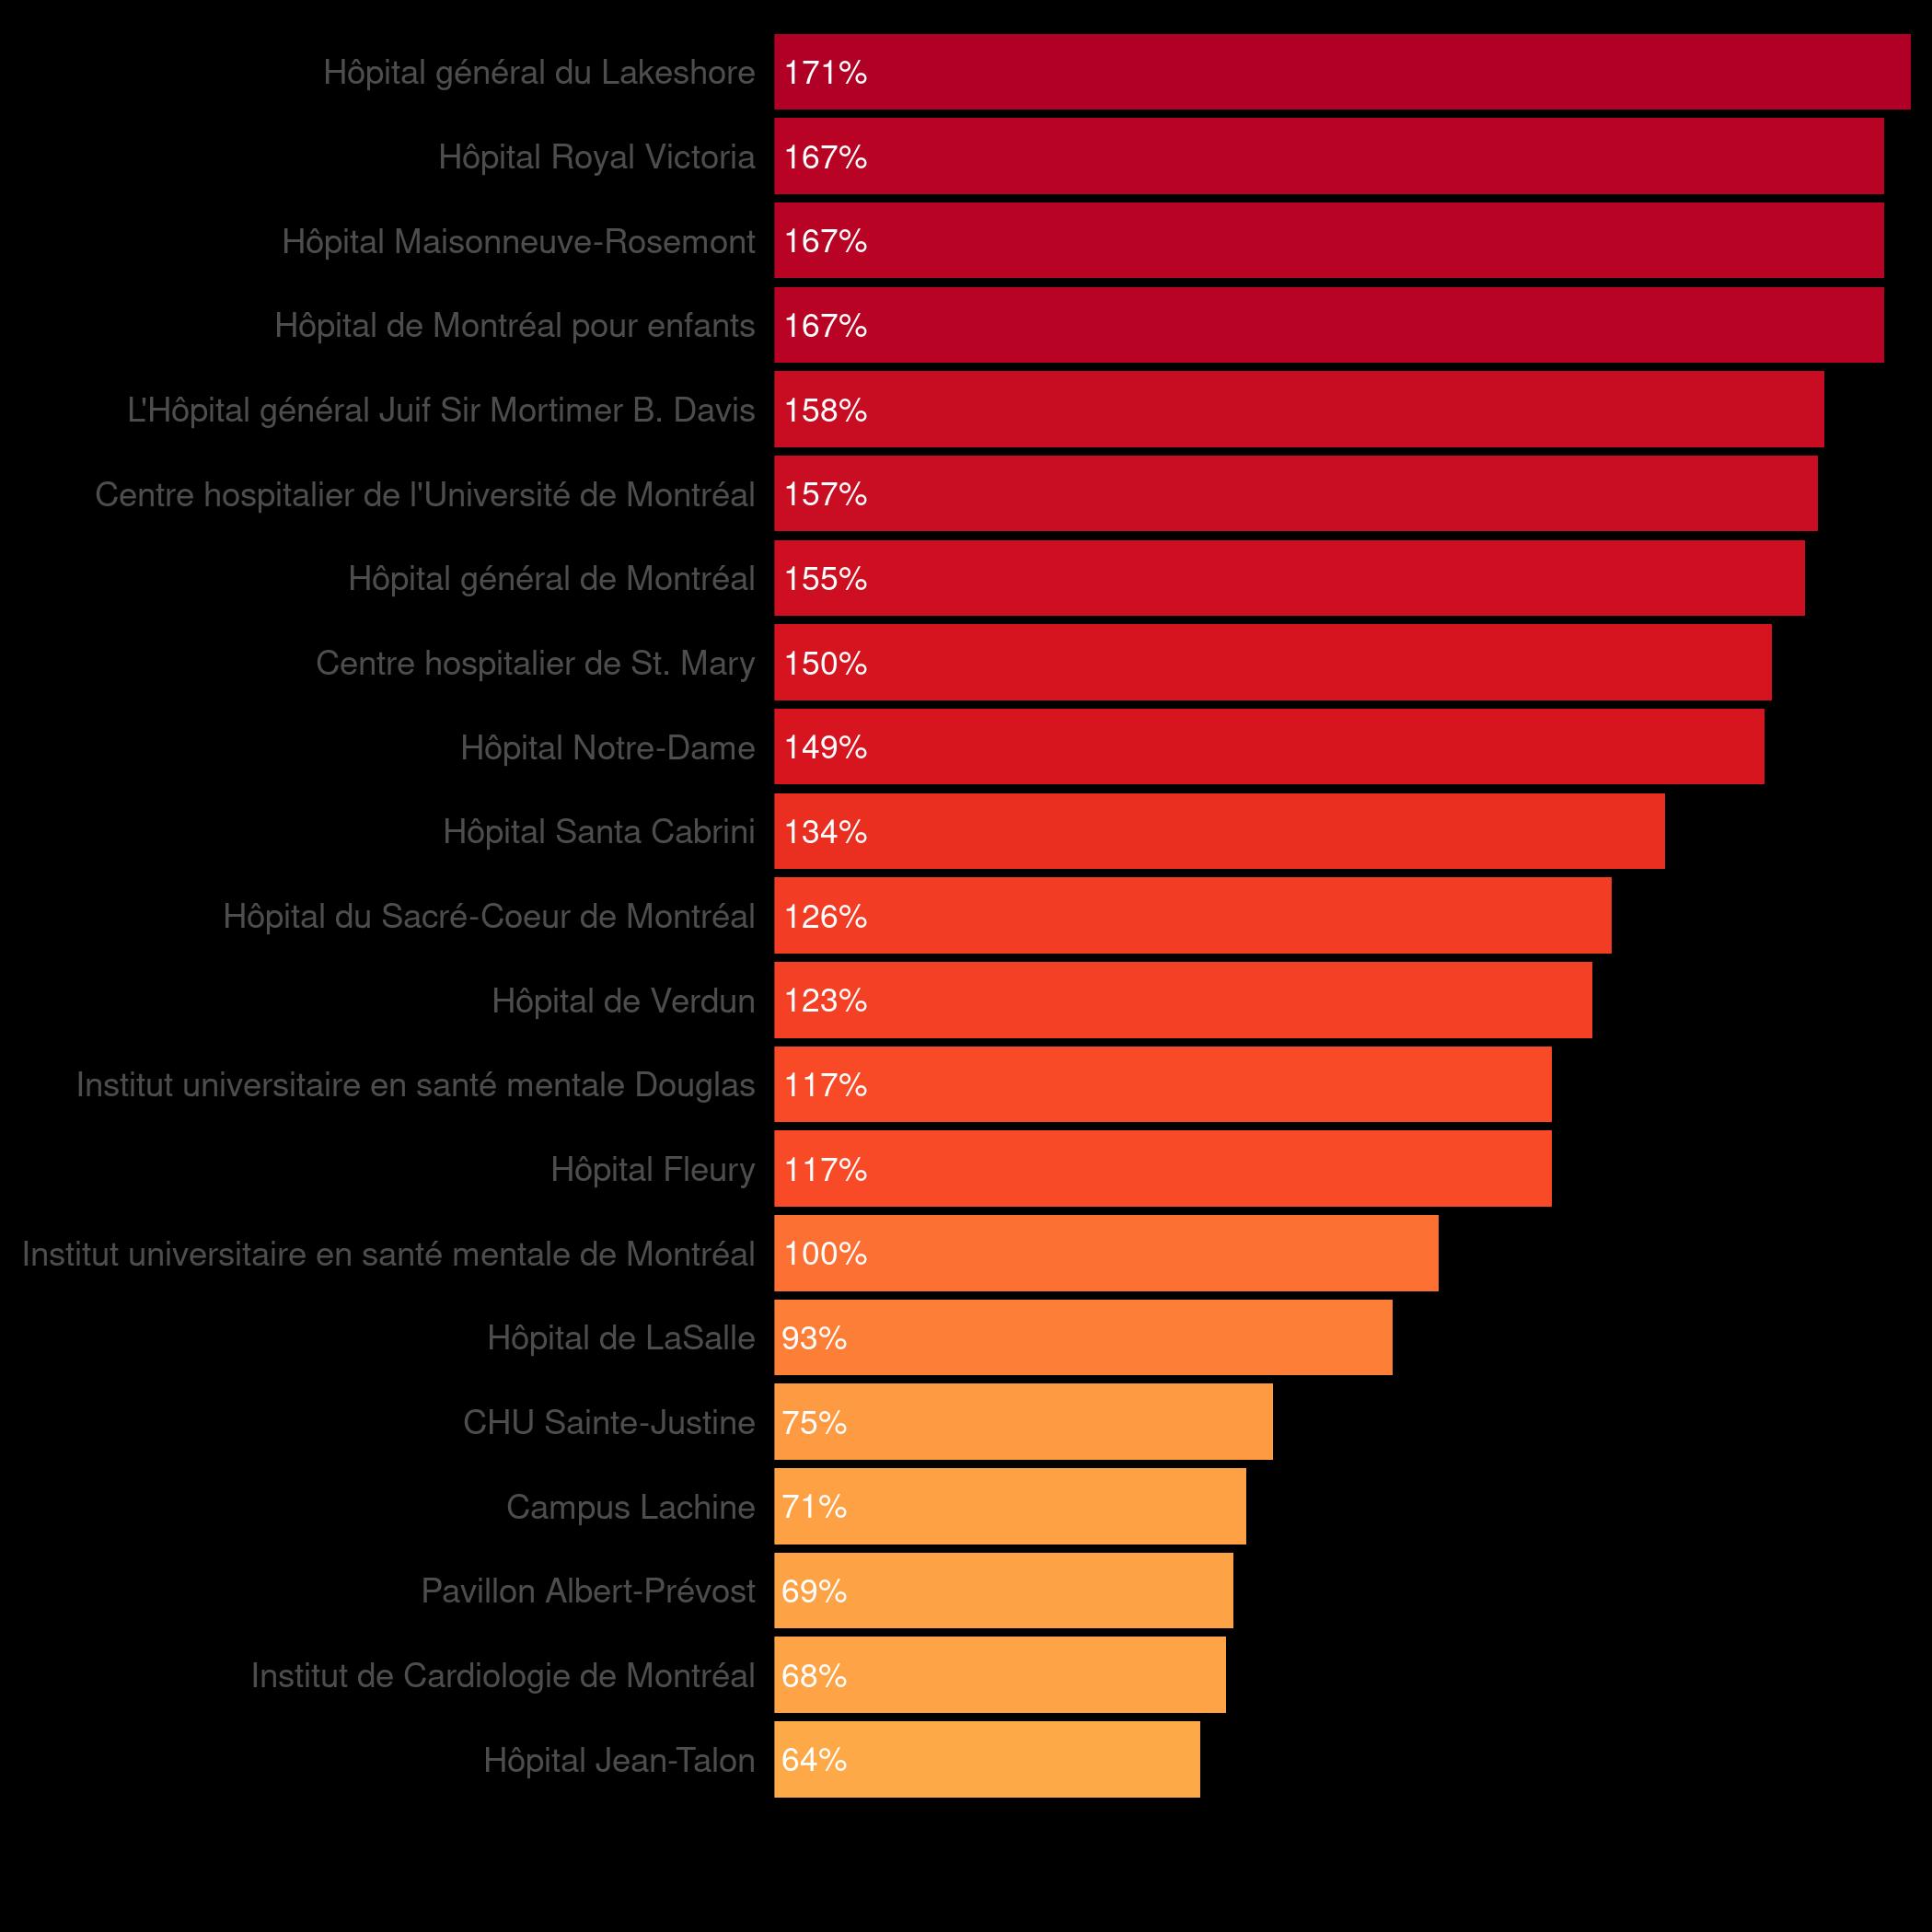 Hôpital général du Lakeshore 171%
Hôpital Royal Victoria 167%
Hôpital Maisonneuve-Rosemont 167%
Hôpital de Montréal pour enfants 167%
L'Hôpital général Juif Sir Mortimer B. Davis 158%
Centre hospitalier de l'Université de Montréal 157%
Hôpital général de Montréal 155%
Centre hospitalier de St. Mary 150%
Hôpital Notre-Dame 149%
Hôpital Santa Cabrini 134%
Hôpital du Sacré-Coeur de Montréal 126%
Hôpital de Verdun 123%
Institut universitaire en santé mentale Douglas 117%
Hôpital Fleury 117%
Institut universitaire en santé mentale de Montréal 100%
Hôpital de LaSalle 93%
CHU Sainte-Justine 75%
Campus Lachine 71%
Pavillon Albert-Prévost 69%
Institut de Cardiologie de Montréal 68%
Hôpital Jean-Talon 64%